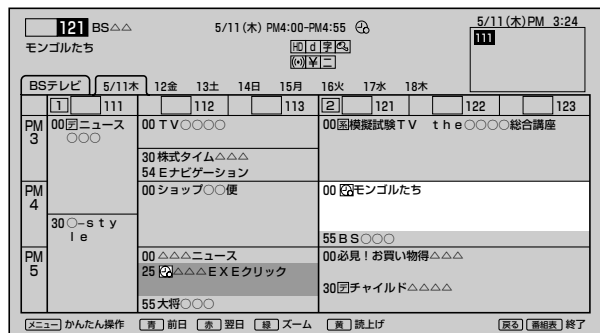 121 BS△△
5/11(木) PM4:00-PM4:55
5/11(木)PM 3:24
モンゴルたち
HD d 字
((•)) ¥ 二
111
BSテレビ 5/11木 12金 13土 14日 15月 16火 17水 18木
1 111 112 113 2 121 122 123
PM 3
00デニュース
○○○
00 TV○○○○
30 株式タイム△△△
54 Eナビゲーション
00 模擬試験TV the○○○○総合講座
PM 4
30○-sty
le
00 ショップ○○便
00 モンゴルたち
55 BS○○○
PM 5
00 △△△ニュース
25 △△△EXEクリック
55 大将○○○
00 必見!お買い物得△△△
30デチャイルド△△△△
メニュー かんたん操作 青 前日 赤 翌日 緑 ズーム 黄 読上げ 戻る 番組表 終了